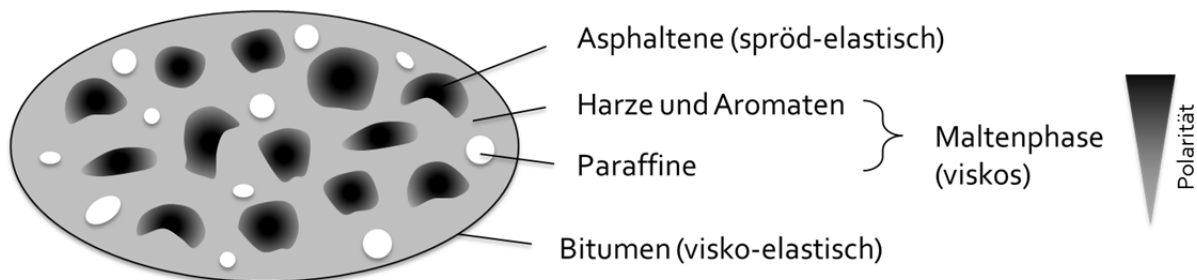 Asphaltene (spröd-elastisch)
Harze und Aromaten
Paraffine
Maltenphase
(viskos)
Bitumen (visko-elastisch)
Polarität